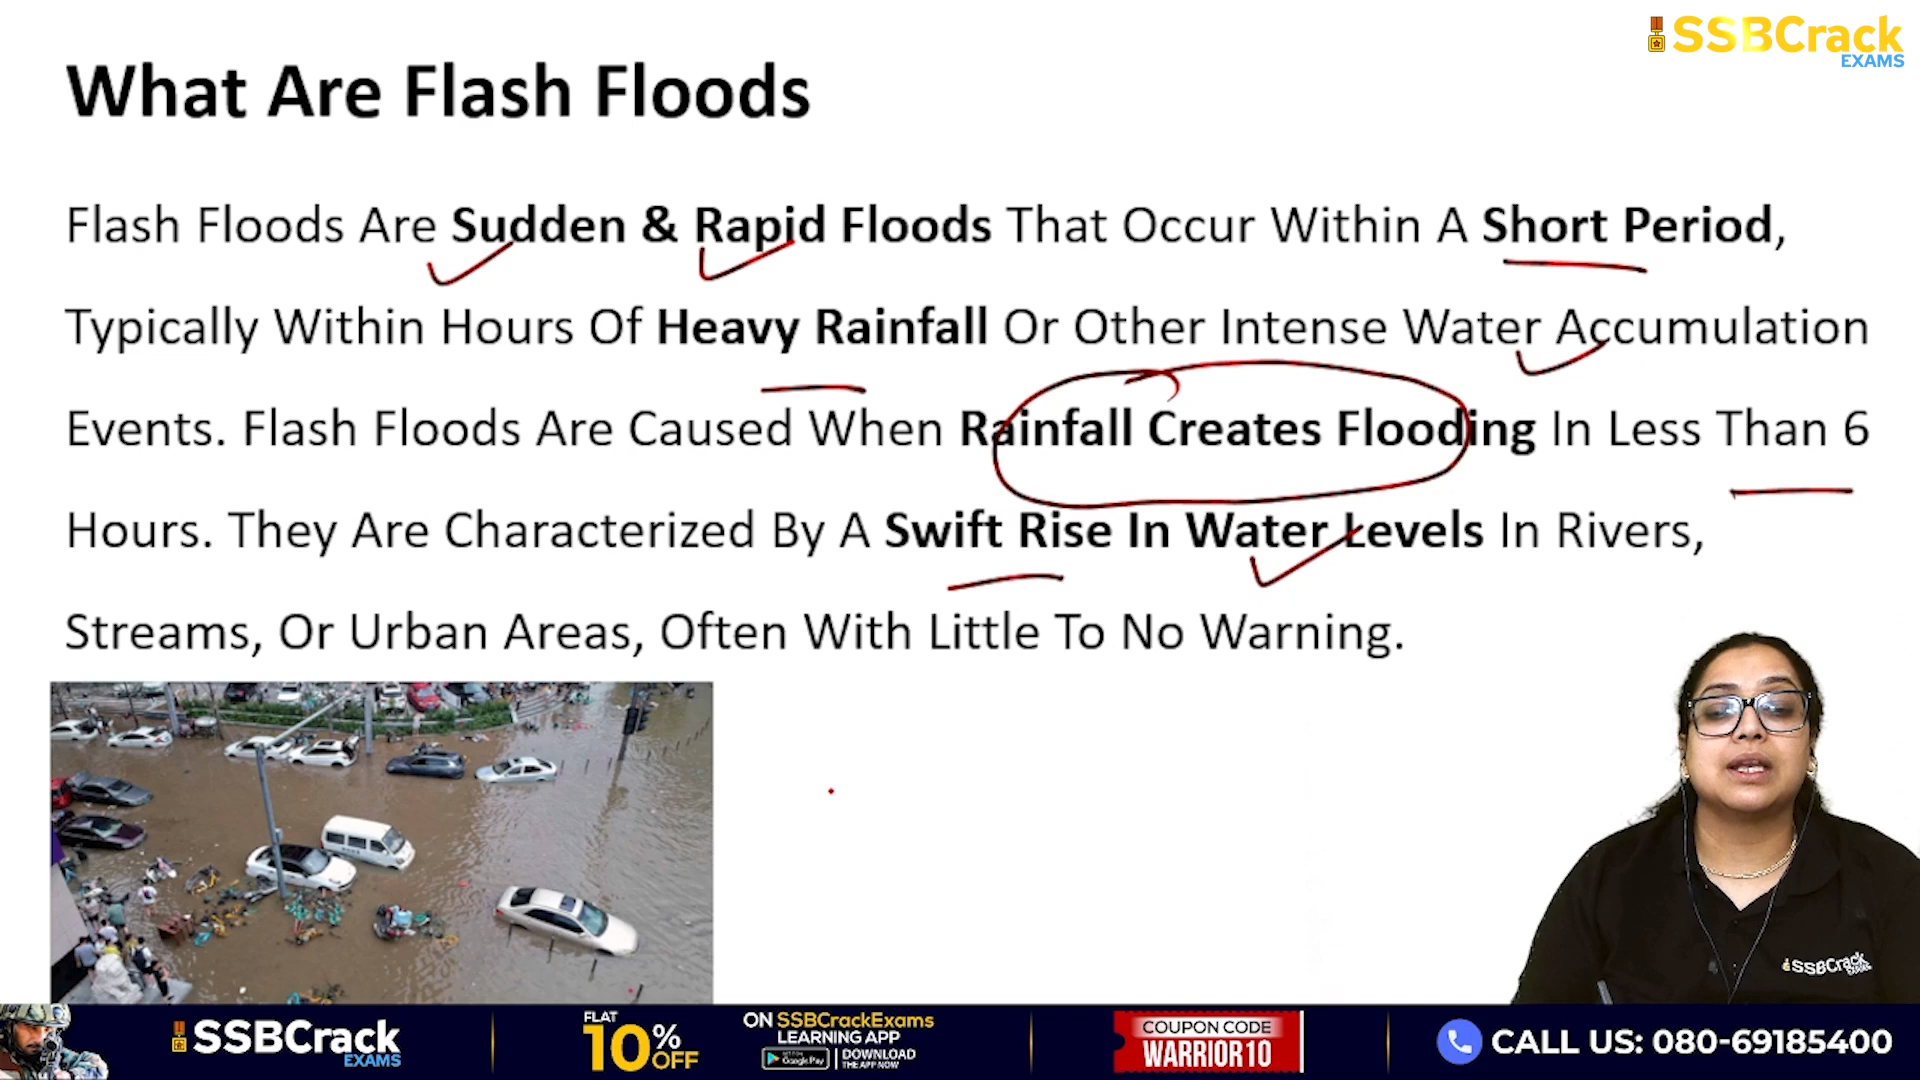 SSBCrack
EXAMS
What Are Flash Floods
Flash Floods Are Sudden & Rapid Floods That Occur Within A Short Period,
Typically Within Hours Of Heavy Rainfall Or Other Intense Water Accumulation
Events. Flash Floods Are Caused When Rainfall Creates Flooding In Less Than 6
Hours. They Are Characterized By A Swift Rise In Water Levels In Rivers,
Streams, Or Urban Areas, Often With Little To No Warning.
SSBCrack
EXAMS
SSBCrack
EXAMS
FLAT
10% OFF
ON SSBCrackExams
LEARNING APP
Google Play
DOWNLOAD
THE APP NOW
COUPON CODE
WARRIOR10
CALL US: 080-69185400